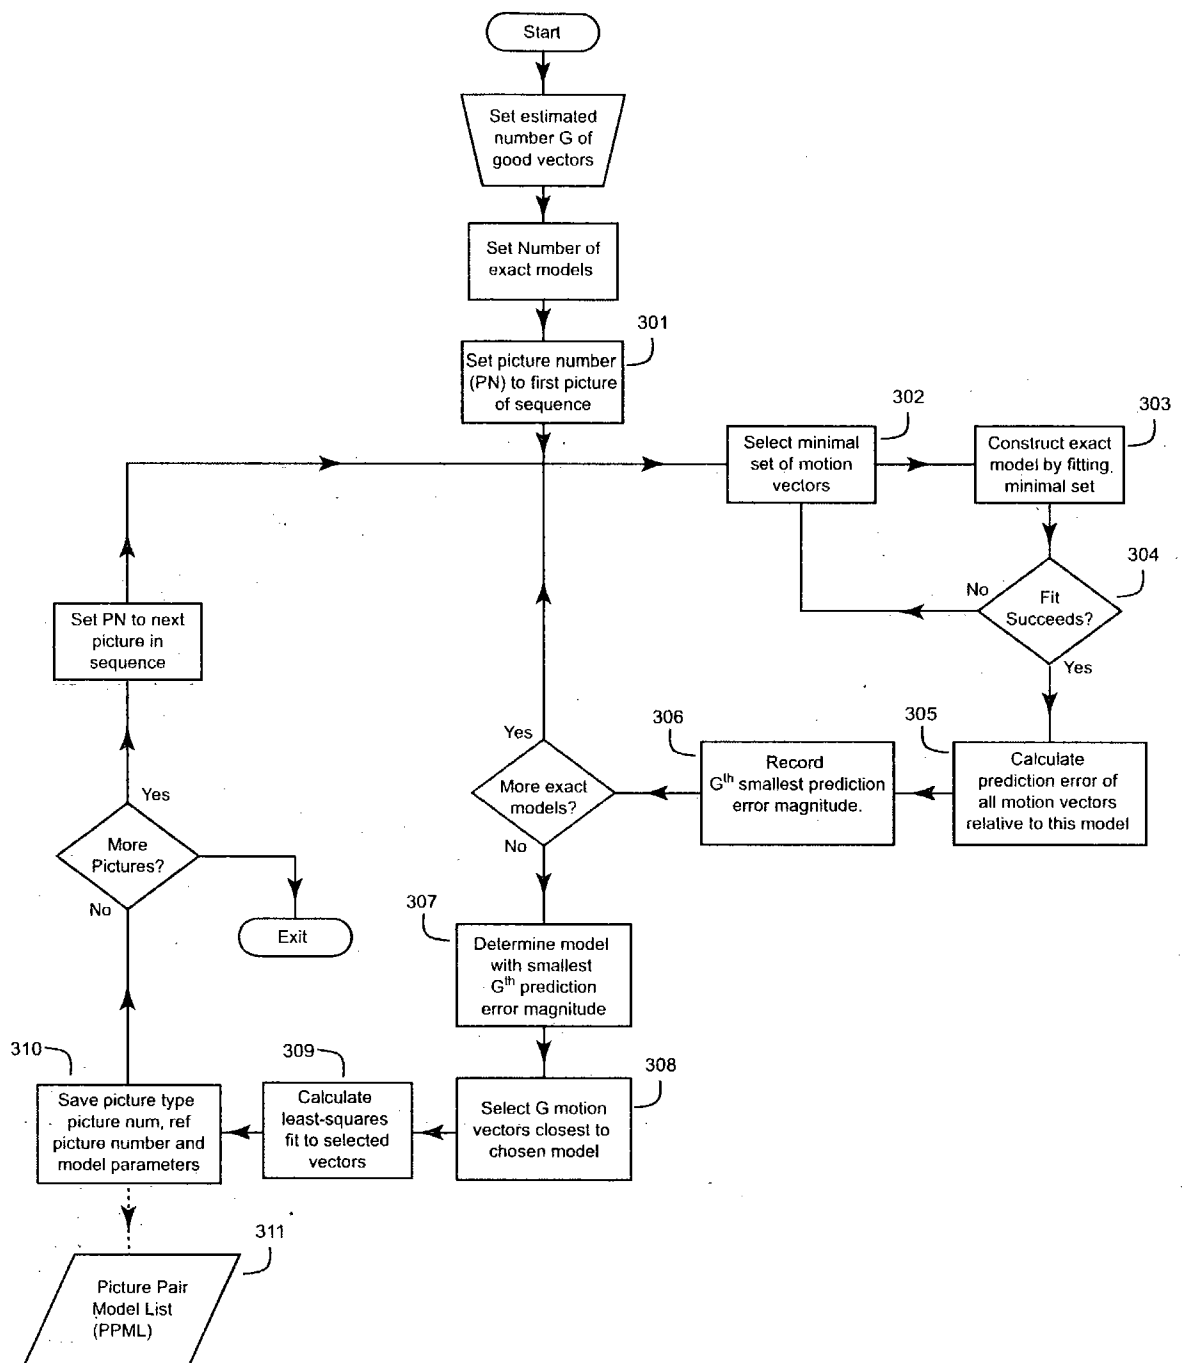 Start
Set estimated
number G of
good vectors
Set Number of
exact models
301
Set picture number
(PN) to first picture
of sequence
302
Select minimal
set of motion
vectors
303
Construct exact
model by fitting
minimal set
304
Fit
Succeeds?
No
Yes
305
Calculate
prediction error of
all motion vectors
relative to this model
306
Record
Gth smallest prediction
error magnitude.
More exact
models?
Yes
No
307
Determine model
with smallest
Gth prediction
error magnitude
308
Select G motion
vectors closest to
chosen model
309
Calculate
least-squares
fit to selected
vectors
310
Save picture type
picture num, ref
picture number and
model parameters
311
Picture Pair
Model List
(PPML)
More
Pictures?
Yes
No
Exit
Set PN to next
picture in
sequence